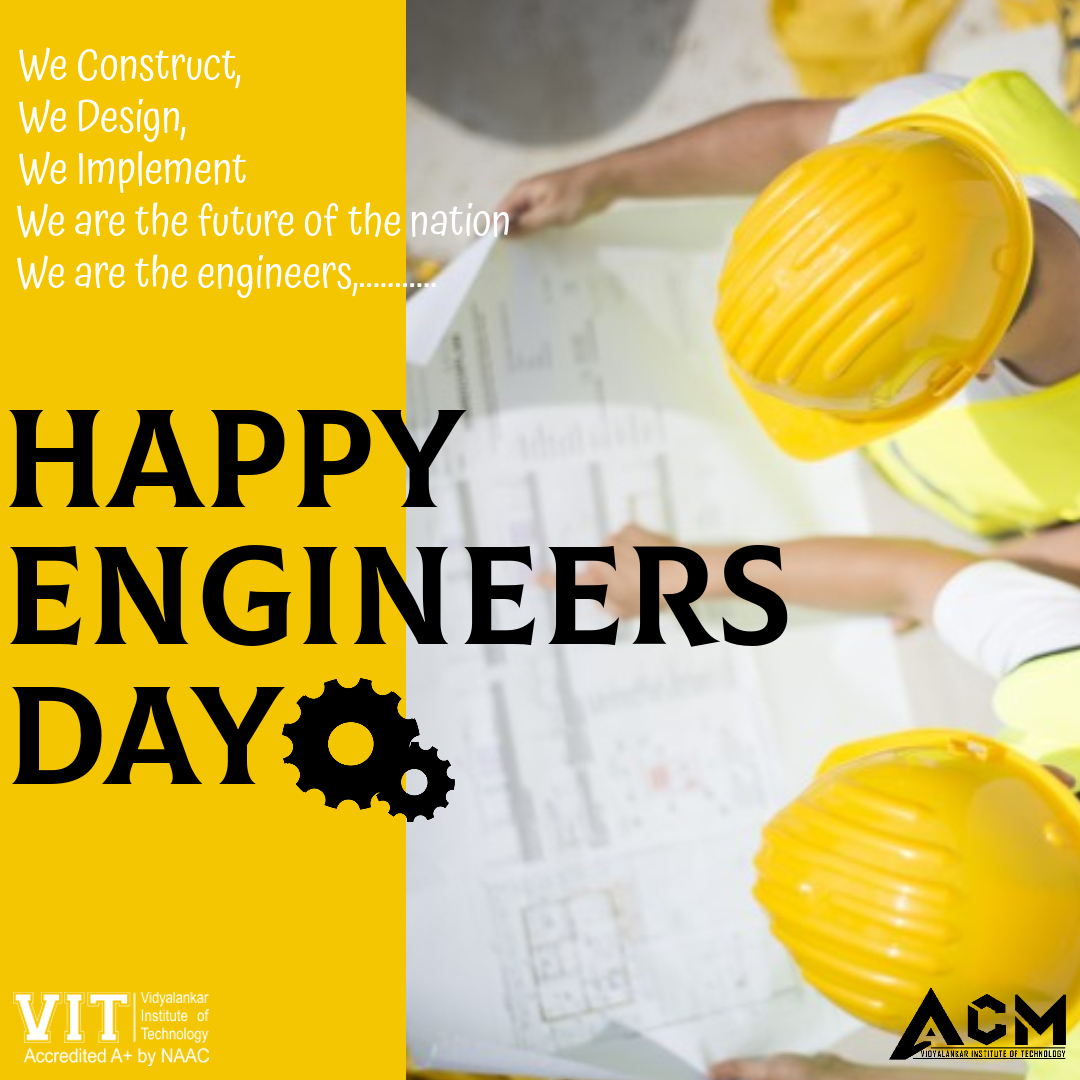 We Construct,
We Design,
We Implement
We are the future of the nation
We are the engineers,...........
HAPPY
ENGINEERS
DAY
VIT
Vidyalankar
Institute of
Technology
Accredited A+ by NAAC
ACM
VIDYALANKAR INSTITUTE OF TECHNOLOGY